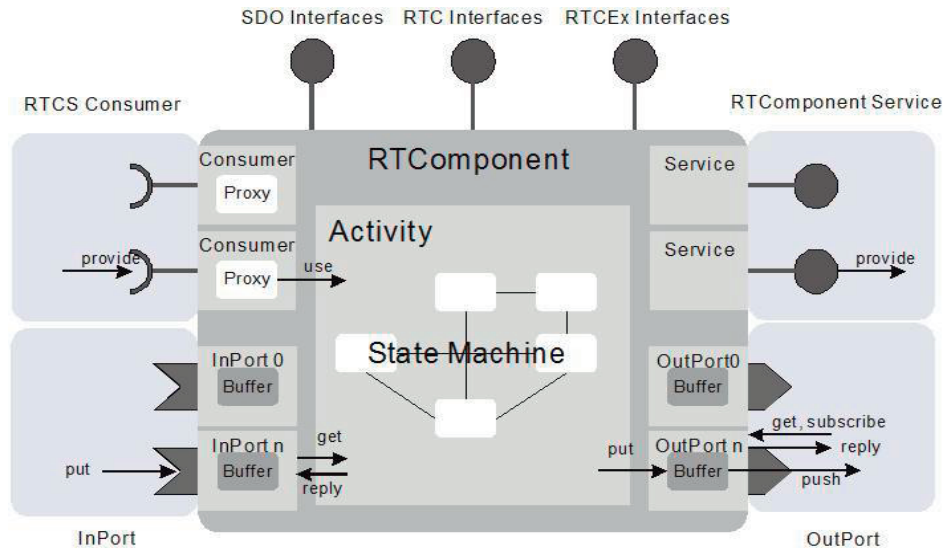 SDO Interfaces
RTC Interfaces
RTCEx Interfaces
RTCS Consumer
RTComponent Service
Consumer
Proxy
RTComponent
Service
provide
Consumer
Proxy
use
Activity
Service
provide
State Machine
InPort 0
Buffer
OutPort0
Buffer
put
InPort n
Buffer
get
reply
put
OutPort n
Buffer
get, subscribe
reply
push
InPort
OutPort